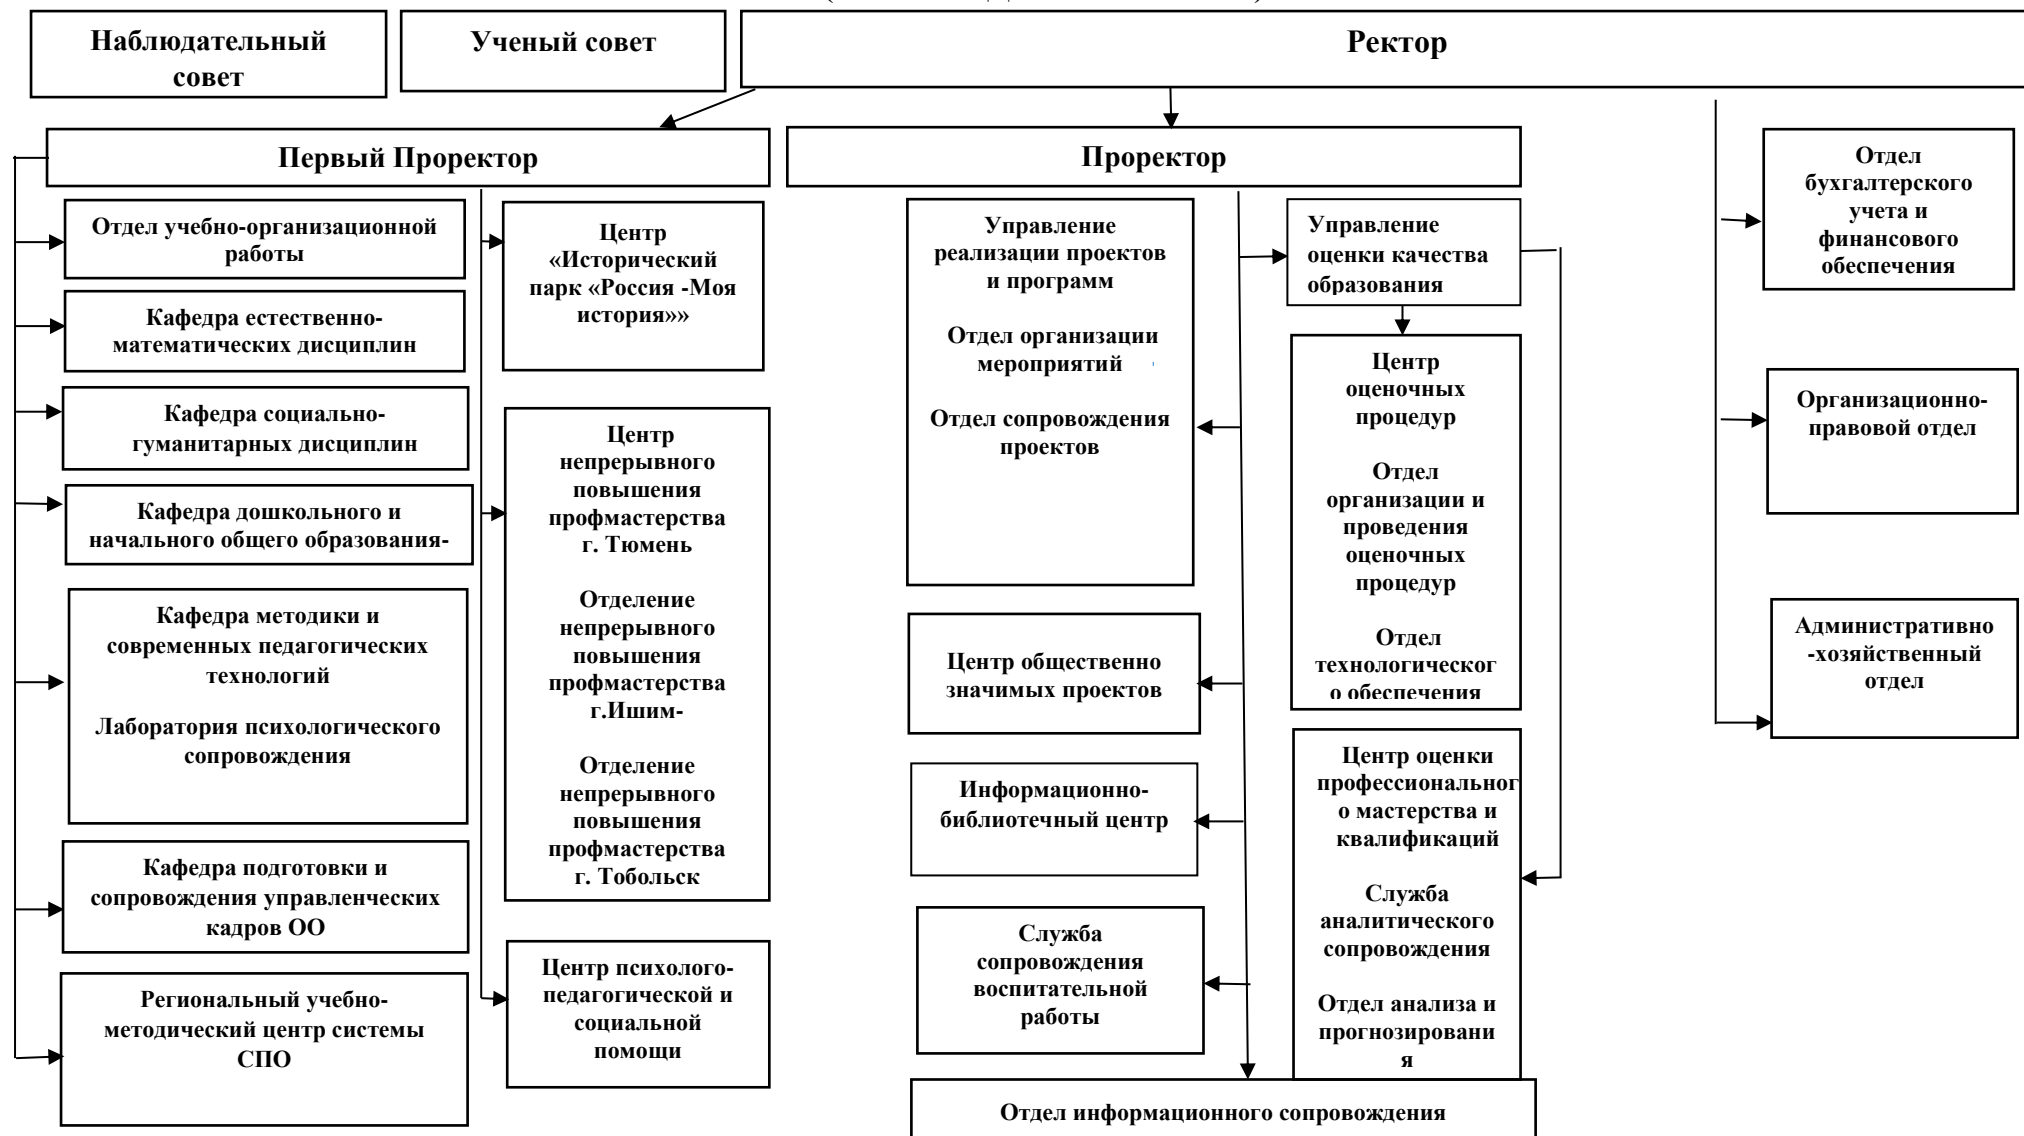 Наблюдательный
совет
Ученый совет
Ректор
Первый Проректор
Отдел учебно-организационной
работы
Кафедра естественно-
математических дисциплин
Кафедра социально-
гуманитарных дисциплин
Кафедра дошкольного и
начального общего образования-
Кафедра методики и
современных педагогических
технологий
Лаборатория психологического
сопровождения
Кафедра подготовки и
сопровождения управленческих
кадров ОО
Региональный учебно-
методический центр системы
СПО
Центр
«Исторический
парк «Россия -Моя
история»»
Центр
непрерывного
повышения
профмастерства
г. Тюмень
Отделение
непрерывного
повышения
профмастерства
г.Ишим-
Отделение
непрерывного
повышения
профмастерства
г. Тобольск
Центр психолого-
педагогической и
социальной
помощи
Проректор
Управление
реализации проектов
и программ
Отдел организации
мероприятий
Отдел сопровождения
проектов
Центр общественно
значимых проектов
Информационно-
библиотечный центр
Служба
сопровождения
воспитательной
работы
Управление
оценки качества
образования
Центр
оценочных
процедур
Отдел
организации и
проведения
оценочных
процедур
Отдел
технологическог
о обеспечения
Центр оценки
профессиональног
о мастерства и
квалификаций
Служба
аналитического
сопровождения
Отдел анализа и
прогнозировани
я
Отдел информационного сопровождения
Отдел
бухгалтерского
учета и
финансового
обеспечения
Организационно-
правовой отдел
Административно
-хозяйственный
отдел